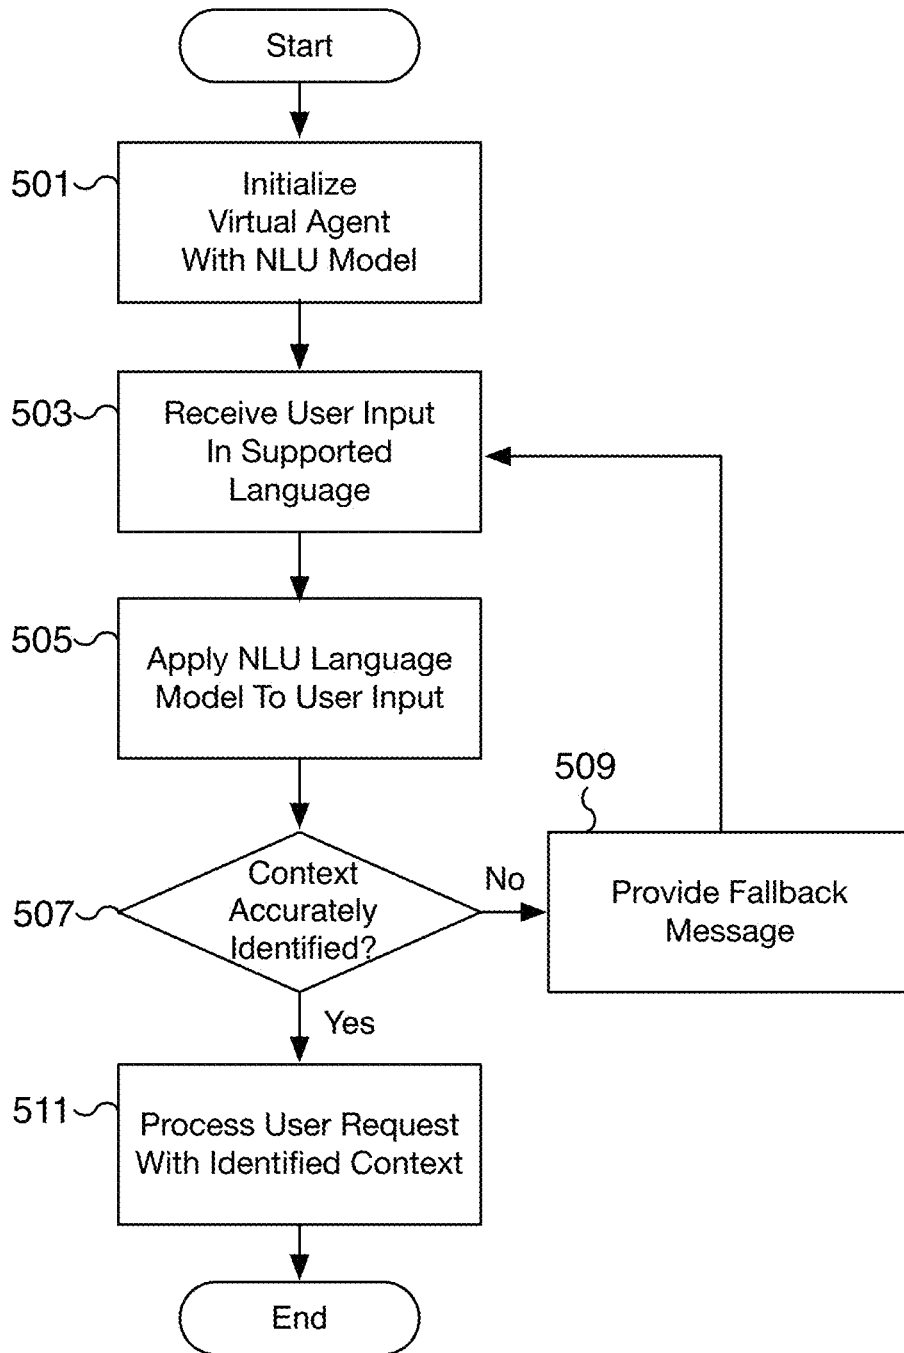 Start
501
Initialize
Virtual Agent
With NLU Model
503
Receive User Input
In Supported
Language
505
Apply NLU Language
Model To User Input
509
Provide Fallback
Message
507
Context
Accurately
Identified?
No
Yes
511
Process User Request
With Identified Context
End